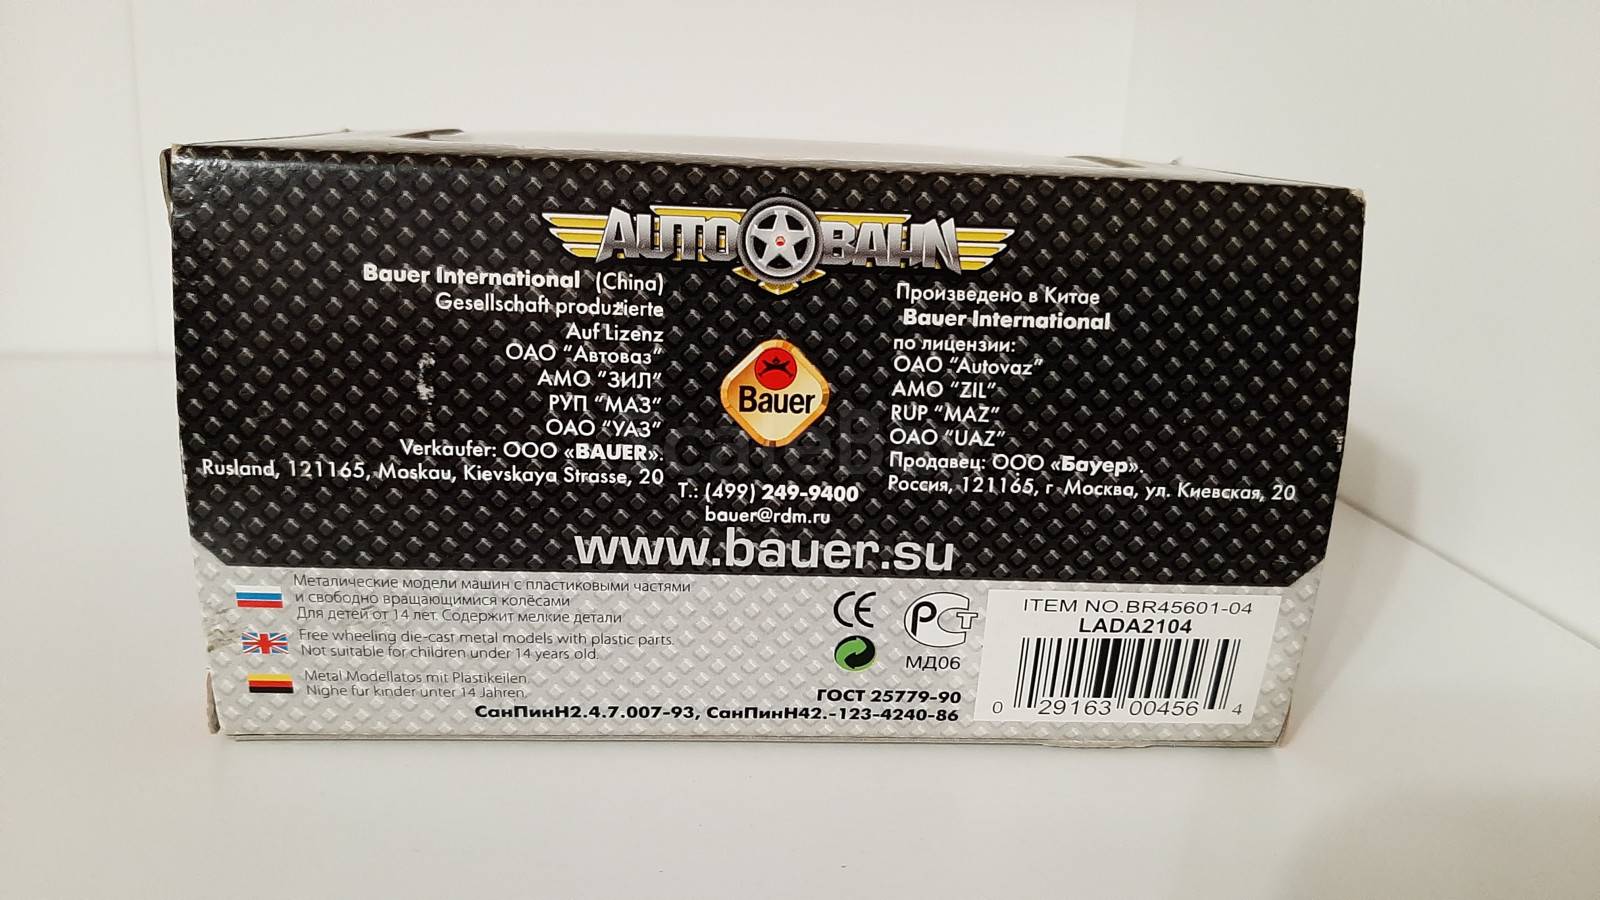 AUTOBAHN
Bauer International (China)
Gesellschaft produzierte
Auf Lizenz
ОАО "Автоваз"
АМО "ЗИЛ"
РУП "МАЗ"
ОАО "УАЗ"
Verkaufer: ООО «BAUER».
Rusland, 121165, Moskau, Kievskaya Strasse, 20
Bauer
Т.: (499) 249-9400
bauer@rdm.ru
www.bauer.su
Произведено в Китае
Bauer International
по лицензии:
OAO "Autovaz"
AMO "ZIL"
RUP "MAZ"
OAO "UAZ"
Продавец: ООО «Бауер».
Россия, 121165, г Москва, ул. Киевская, 20
Металические модели машин с пластиковыми частями
и свободно вращающимися колёсами
Для детей от 14 лет. Содержит мелкие детали
Free wheeling die-cast metal models with plastic parts.
Not suitable for children under 14 years old.
Metal Modellatos mit Plastikeilen.
Nighe fur kinder unter 14 Jahren.
CE
РСТ
МД06
ГОСТ 25779-90
СанПинН2.4.7.007-93, СанПинН42.-123-4240-86
ITEM NO.BR45601-04
LADA2104
0 29163 00456 4